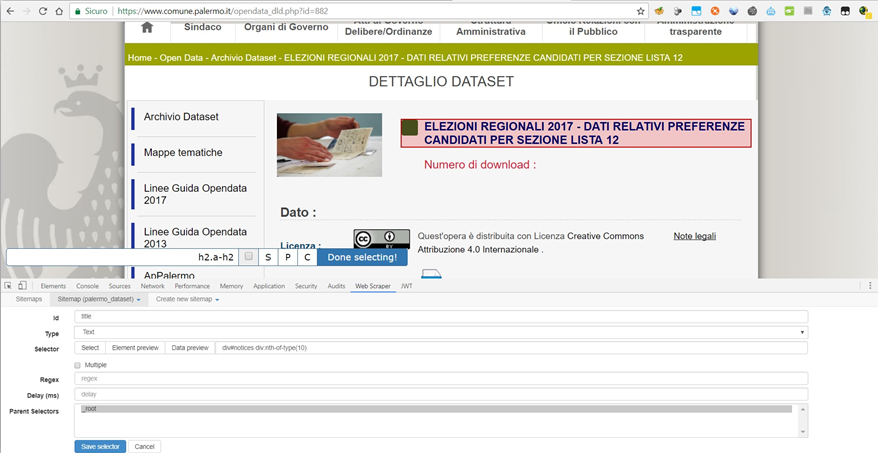 Sicuro | https://www.comune.palermo.it/opendata_dld.php?id=882
Sindaco
Organi di Governo
Atti di Governo
Delibere/Ordinanze
Struttura
Amministrativa
Ufficio Relazioni con
il Pubblico
Amministrazione
trasparente
Home - Open Data - Archivio Dataset - ELEZIONI REGIONALI 2017 - DATI RELATIVI PREFERENZE CANDIDATI PER SEZIONE LISTA 12
DETTAGLIO DATASET
Archivio Dataset
Mappe tematiche
Linee Guida Opendata
2017
Linee Guida Opendata
2013
ApPalermo
ELEZIONI REGIONALI 2017 - DATI RELATIVI PREFERENZE
CANDIDATI PER SEZIONE LISTA 12
Numero di download :
Dato :
Licenza :
CC
BY
Quest'opera è distribuita con Licenza Creative Commons
Attribuzione 4.0 Internazionale .
Note legali
h2.a-h2 S P C Done selecting!
Elements Console Sources Network Performance Memory Application Security Audits Web Scraper JWT
Sitemaps Sitemap (palermo_dataset) Create new sitemap
Id title
Type Text
Selector Select Element preview Data preview div#notices div:nth-of-type(10)
Multiple
Regex regex
Delay (ms) delay
Parent Selectors _root
Save selector Cancel